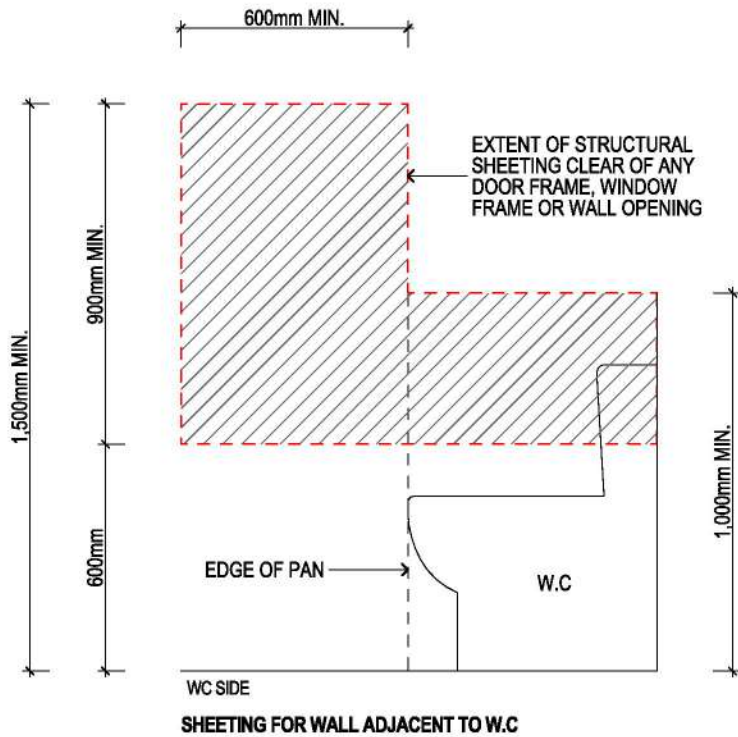 600mm MIN.
EXTENT OF STRUCTURAL
SHEETING CLEAR OF ANY
DOOR FRAME, WINDOW
FRAME OR WALL OPENING
900mm MIN.
1,500mm MIN.
1,000mm MIN.
600mm
EDGE OF PAN
W.C
WC SIDE
SHEETING FOR WALL ADJACENT TO W.C